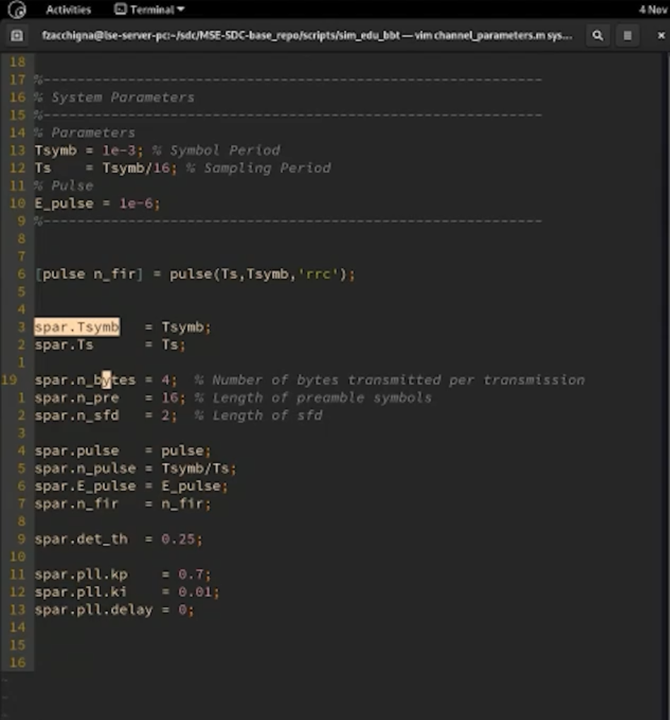 Activities Terminal 4 Nov
fzacchigna@lse-server-pc:~/sdc/MSE-SDC-base_repo/scripts/sim_edu_bbt — vim channel_parameters.m sys...
18
17 %------------------------------------------------------------
16 % System Parameters
15 %------------------------------------------------------------
14 % Parameters
13 Tsymb = 1e-3; % Symbol Period
12 Ts    = Tsymb/16; % Sampling Period
11 % Pulse
10 E_pulse = 1e-6;
9 %------------------------------------------------------------
8
7
6 [pulse n_fir] = pulse(Ts,Tsymb,'rrc');
5
4
3 spar.Tsymb   = Tsymb;
2 spar.Ts      = Ts;
1
19 spar.n_bytes = 4;  % Number of bytes transmitted per transmission
1 spar.n_pre   = 16; % Length of preamble symbols
2 spar.n_sfd   = 2;  % Length of sfd
3
4 spar.pulse   = pulse;
5 spar.n_pulse = Tsymb/Ts;
6 spar.E_pulse = E_pulse;
7 spar.n_fir   = n_fir;
8
9 spar.det_th  = 0.25;
10
11 spar.pll.kp    = 0.7;
12 spar.pll.ki    = 0.01;
13 spar.pll.delay = 0;
14
15
16
~
~
~